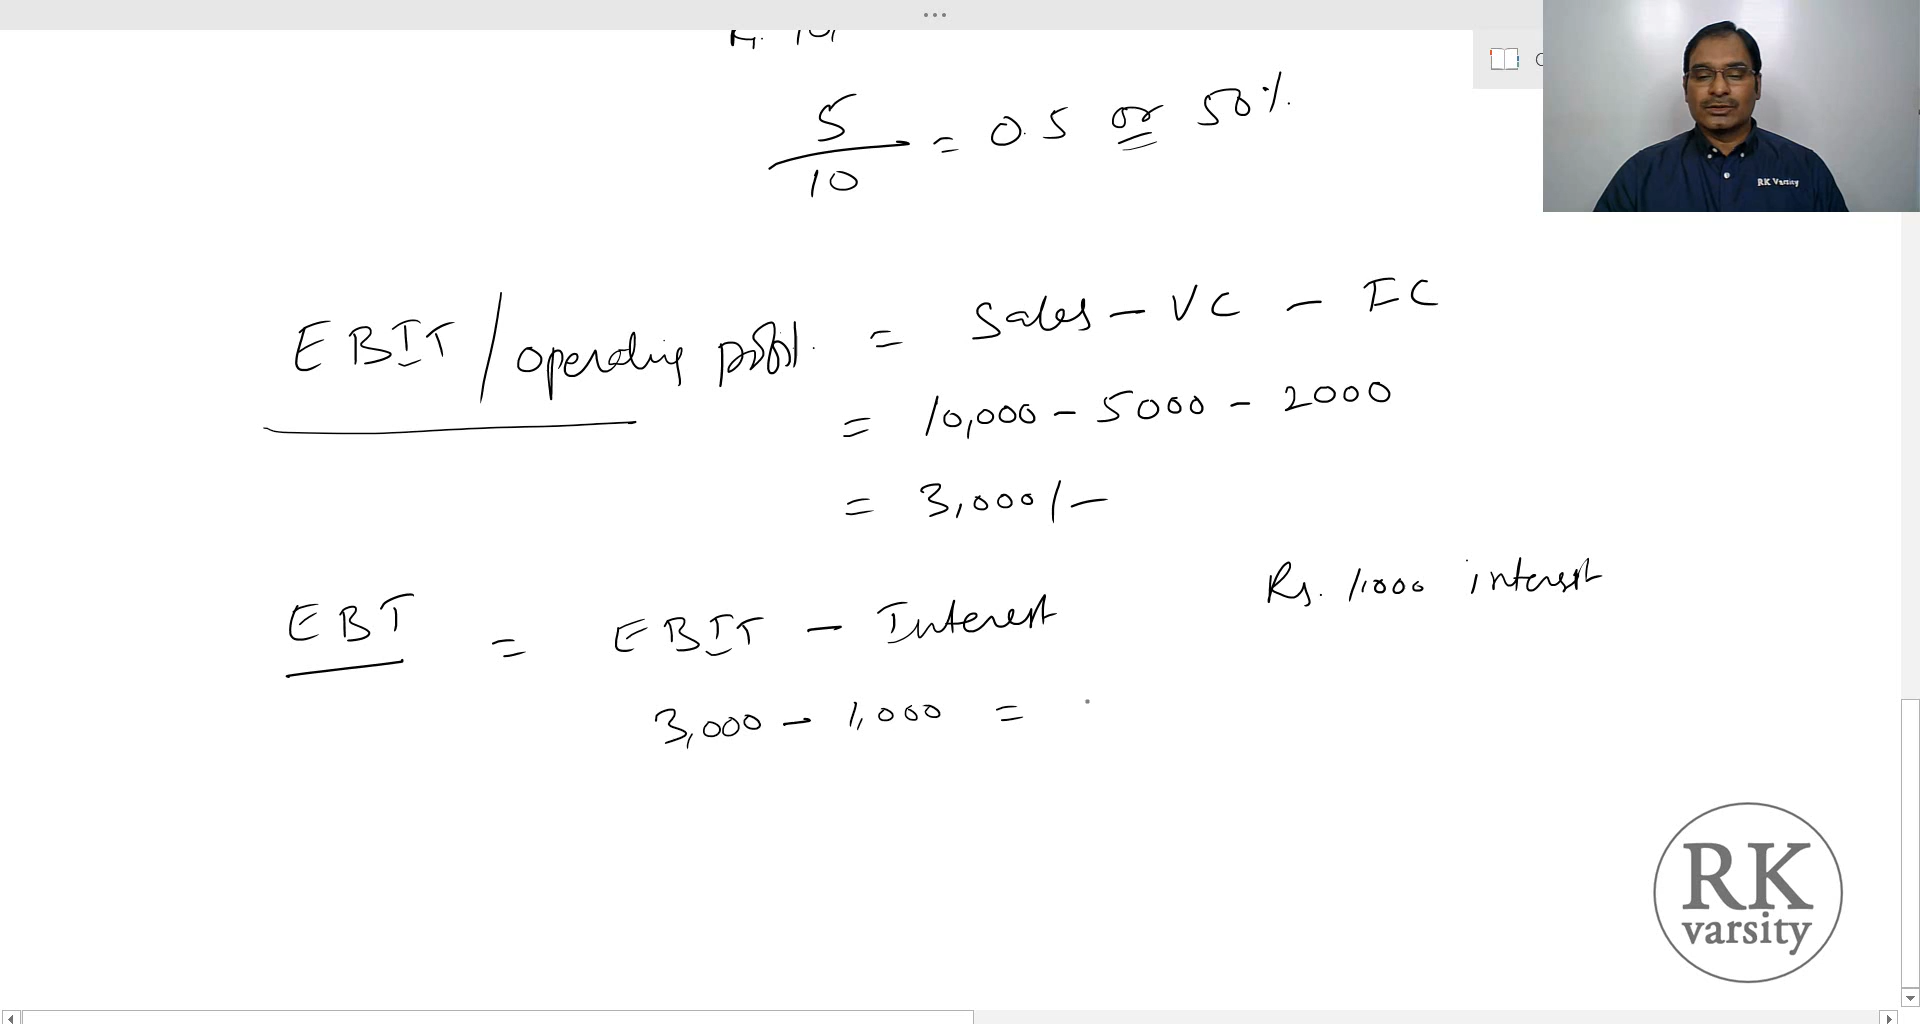 5
10
= 0.5 or 50%
RK Varsity
EBIT / operating profit. = Sales - VC - FC
= 10,000 - 5000 - 2000
= 3,000/-
Rs. 1,000 interest
EBT = EBIT - Interest
3,000 - 1,000 =
RK
varsity